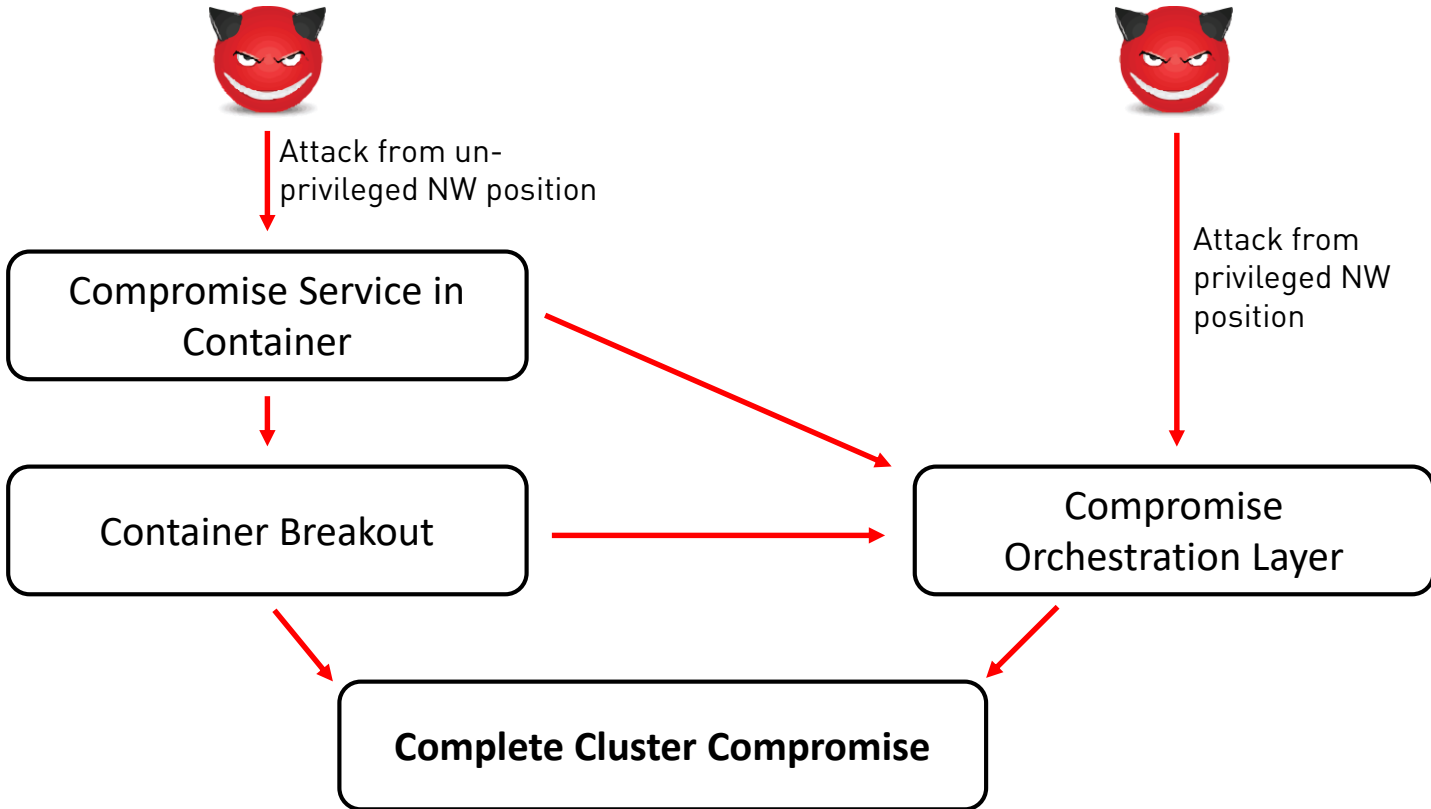 Attack from un-
privileged NW position
Attack from
privileged NW
position
Compromise Service in
Container
Container Breakout
Compromise
Orchestration Layer
Complete Cluster Compromise